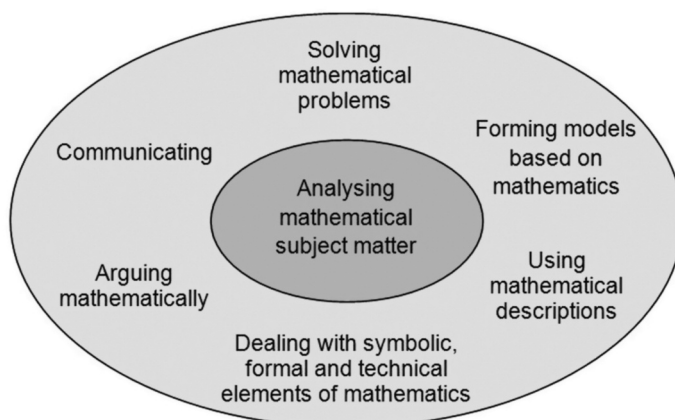 Solving
mathematical
problems
Communicating
Forming models
based on
mathematics
Analysing
mathematical
subject matter
Arguing
mathematically
Using
mathematical
descriptions
Dealing with symbolic,
formal and technical
elements of mathematics